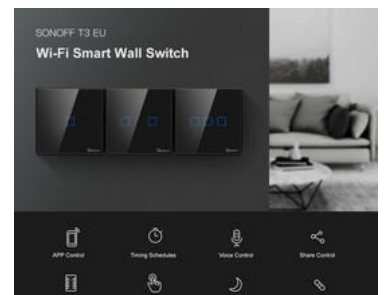 SONOFF T3 EU
Wi-Fi Smart Wall Switch
APP Control
Timing Schedules
Voice Control
Share Control